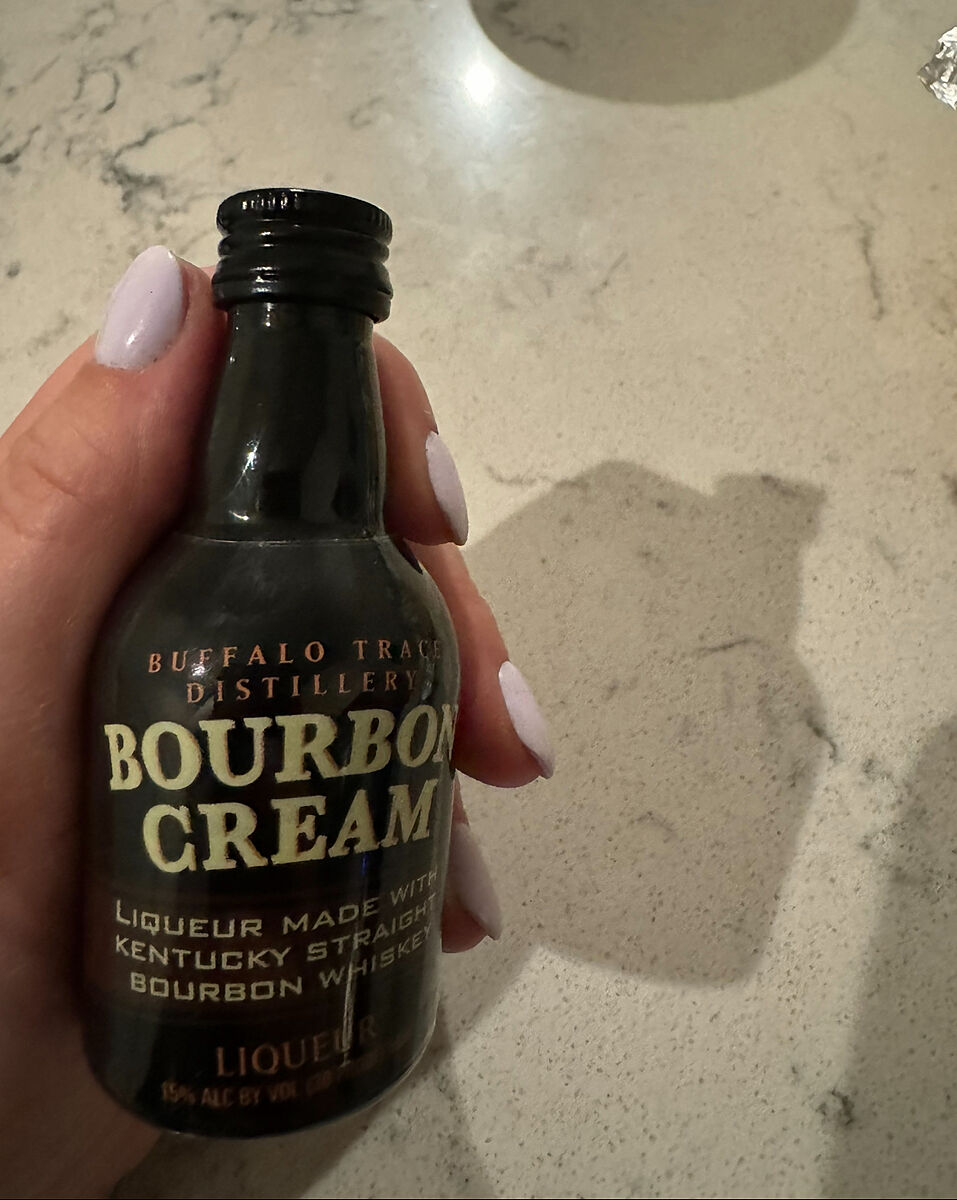 BUFFALO TRACE
DISTILLERY
BOURBON
CREAM
LIQUEUR MADE WITH
KENTUCKY STRAIGHT
BOURBON WHISKEY
LIQUEUR
15% ALC BY VOL